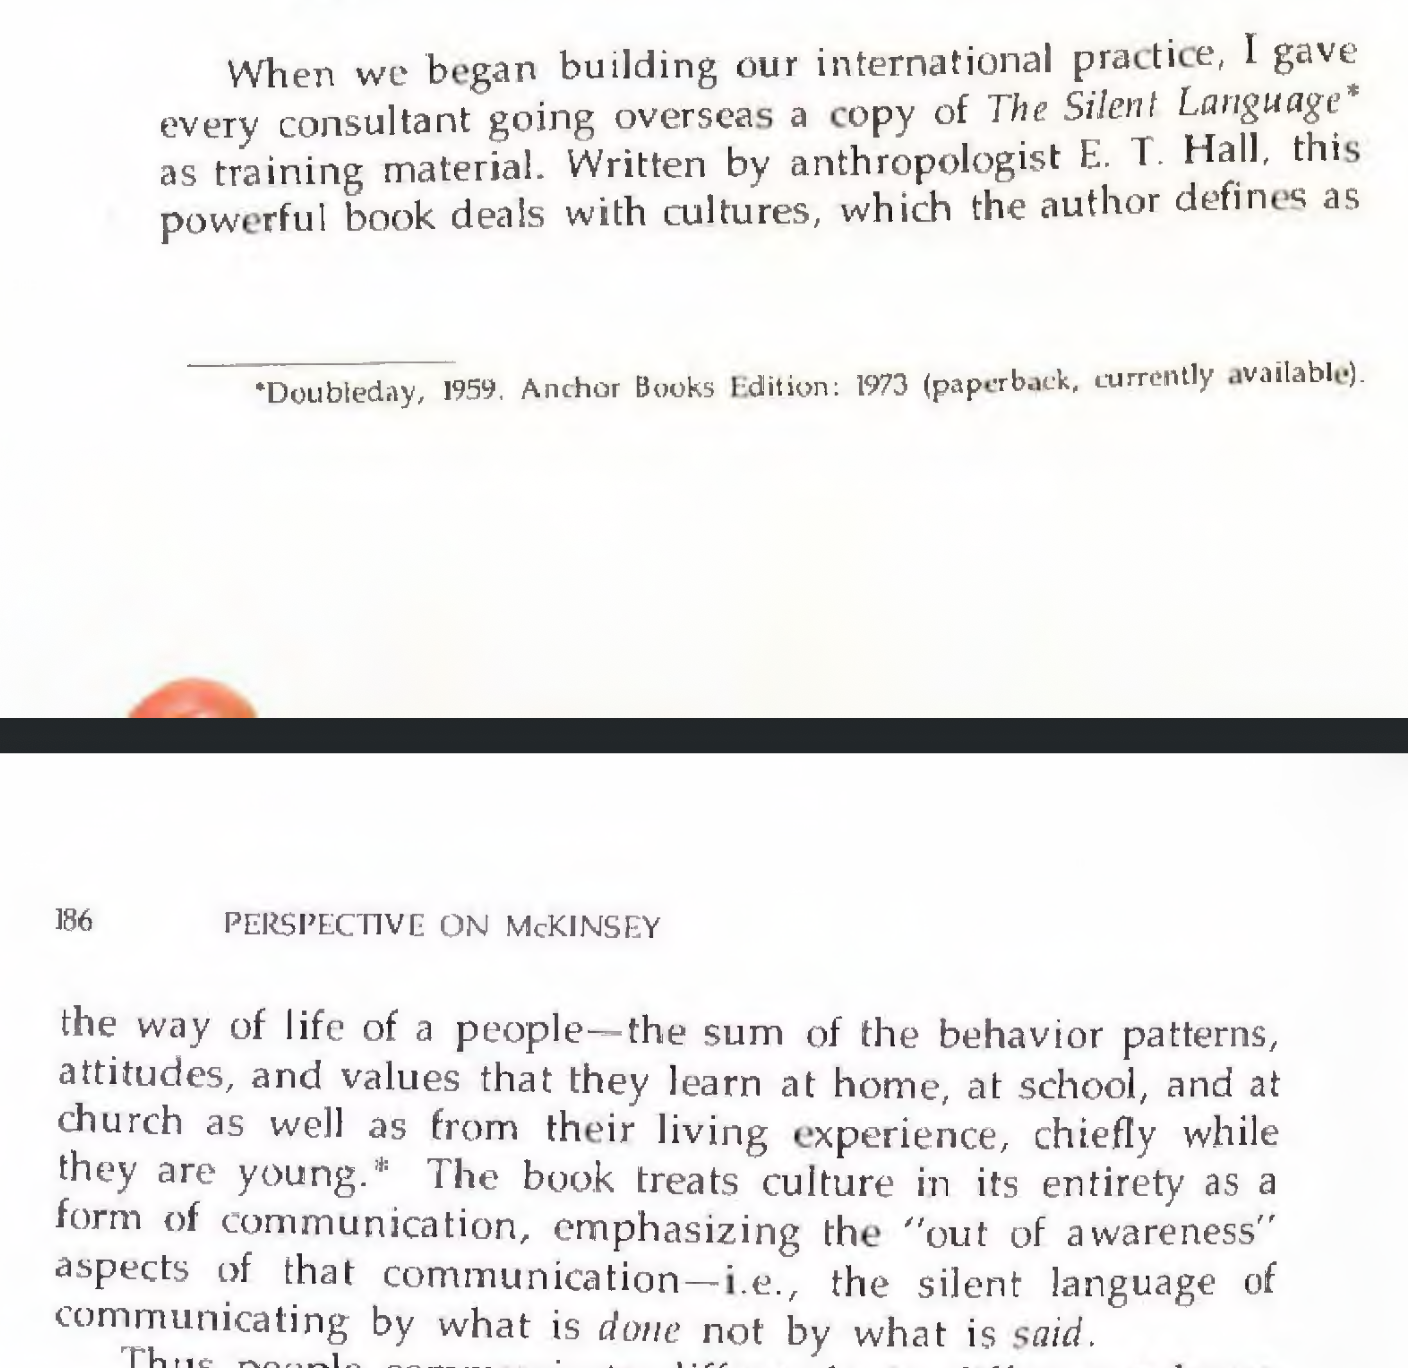 When we began building our international practice, I gave
every consultant going overseas a copy of The Silent Language*
as training material. Written by anthropologist E. T. Hall, this
powerful book deals with cultures, which the author defines as
*Doubleday, 1959. Anchor Books Edition: 1973 (paperback, currently available).
186 PERSPECTIVE ON McKINSEY
the way of life of a people—the sum of the behavior patterns,
attitudes, and values that they learn at home, at school, and at
church as well as from their living experience, chiefly while
they are young.* The book treats culture in its entirety as a
form of communication, emphasizing the "out of awareness"
aspects of that communication—i.e., the silent language of
communicating by what is done not by what is said.
Thus people